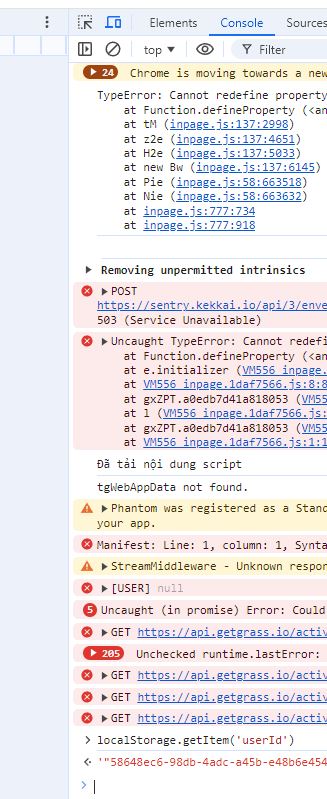 Elements Console Sources
top Filter
24 Chrome is moving towards a new
TypeError: Cannot redefine property
at Function.defineProperty (<an
at tM (inpage.js:137:2998)
at z2e (inpage.js:137:4651)
at H2e (inpage.js:137:5033)
at new Bw (inpage.js:137:6145)
at Pie (inpage.js:58:663518)
at Nie (inpage.js:58:663632)
at inpage.js:777:734
at inpage.js:777:918
Removing unpermitted intrinsics
POST
https://sentry.kekkai.io/api/3/enve
503 (Service Unavailable)
Uncaught TypeError: Cannot redefi
at Function.defineProperty (<an
at e.initializer (VM556 inpage.
at VM556 inpage.1daf7566.js:8:8
at gxZPT.a0edb7d41a818053 (VM55
at l (VM556 inpage.1daf7566.js:
at gxZPT.a0edb7d41a818053 (VM55
at VM556 inpage.1daf7566.js:1:1
Đã tải nội dung script
tgWebAppData not found.
Phantom was registered as a Stand
your app.
Manifest: Line: 1, column: 1, Synta
StreamMiddleware - Unknown respon
[USER] null
5 Uncaught (in promise) Error: Could
GET https://api.getgrass.io/activ
205 Unchecked runtime.lastError:
GET https://api.getgrass.io/activ
GET https://api.getgrass.io/activ
GET https://api.getgrass.io/activ
localStorage.getItem('userId')
'"58648ec6-98db-4adc-a45b-e48b6e454